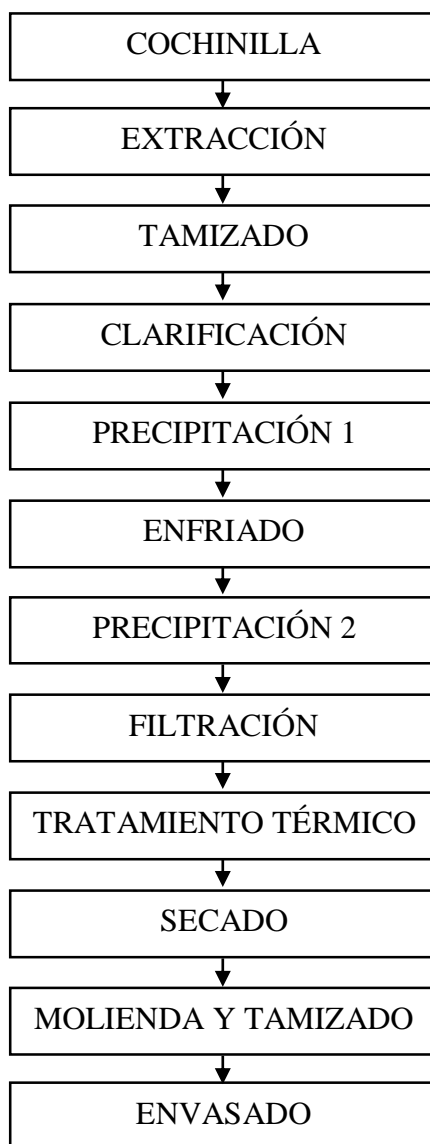 COCHINILLA
EXTRACCIÓN
TAMIZADO
CLARIFICACIÓN
PRECIPITACIÓN 1
ENFRIADO
PRECIPITACIÓN 2
FILTRACIÓN
TRATAMIENTO TÉRMICO
SECADO
MOLIENDA Y TAMIZADO
ENVASADO